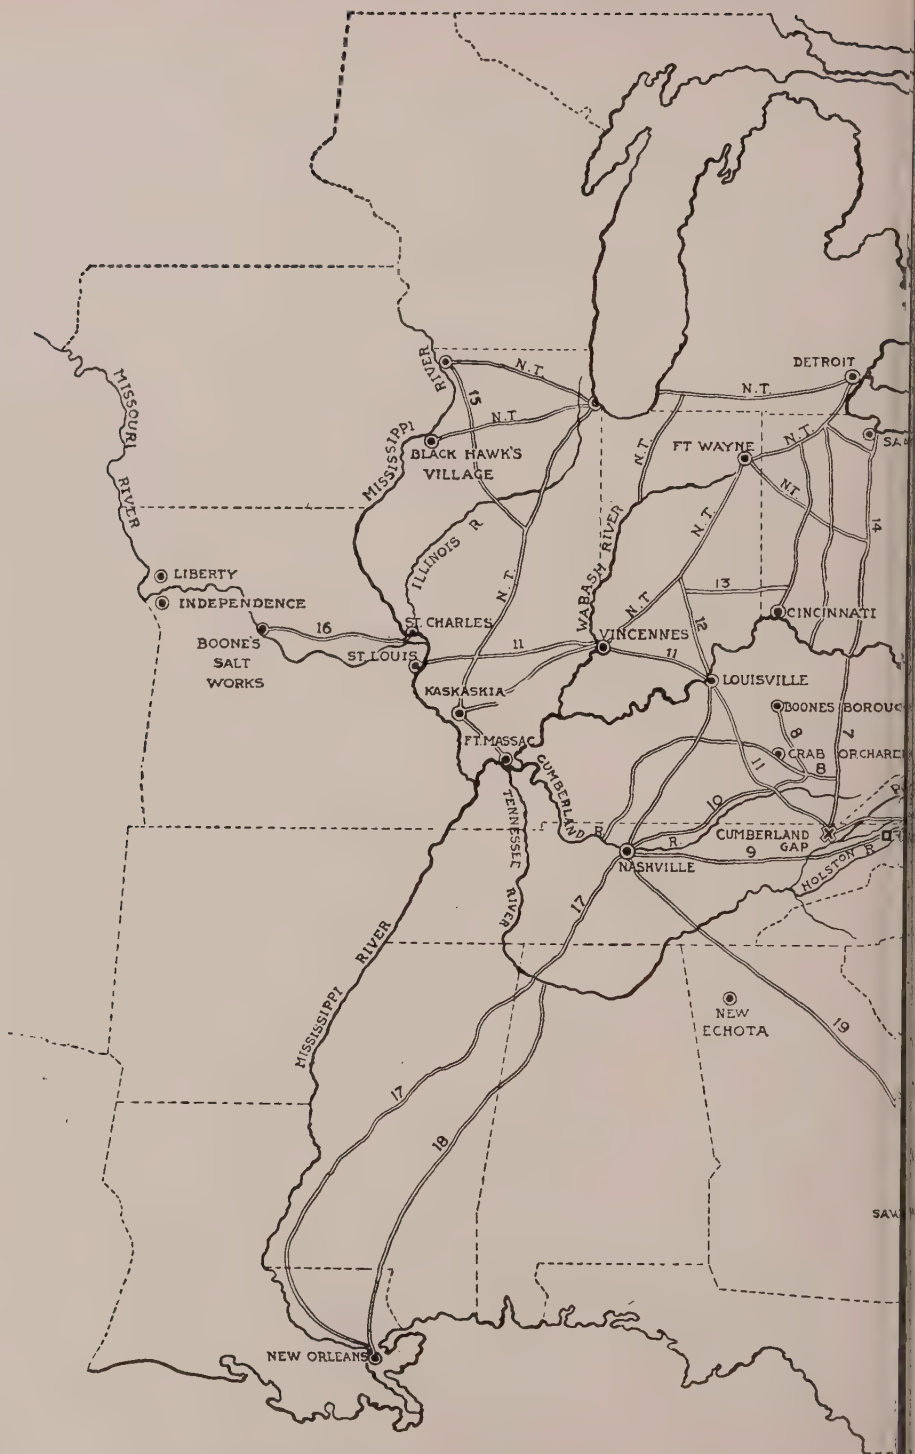 DETROIT
N.T.
N.T.
RIVER
15
N.T.
MISSOURI
RIVER
MISSISSIPPI
BLACK HAWK'S
VILLAGE
N.T.
FT WAYNE
N.T.
N.T.
N.T.
14
ILLINOIS R
WABASH RIVER
N.T.
N.T.
13
LIBERTY
INDEPENDENCE
16
BOONE'S
SALT
WORKS
ST. CHARLES
ST LOUIS
11
VINCENNES
11
12
CINCINNATI
LOUISVILLE
KASKASKIA
8
7
FT. MASSAC
CRAB ORCHARD
8
11
CUMBERLAND
R.
TENNESSEE
RIVER
10
R.
CUMBERLAND
GAP
9
HOLSTON R
NASHVILLE
17
MISSISSIPPI RIVER
NEW
ECHOTA
19
17
18
NEW ORLEANS